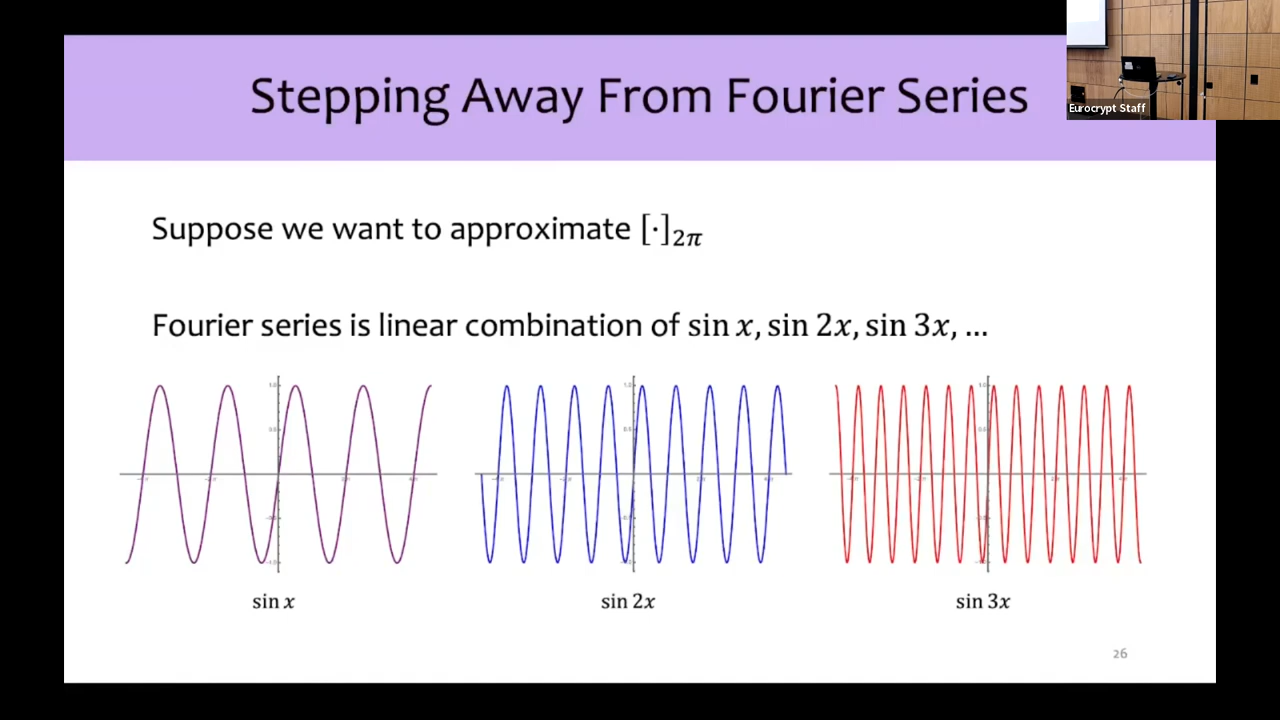 Stepping Away From Fourier Series
Eurocrypt Staff
Suppose we want to approximate [·]₂π
Fourier series is linear combination of sin x, sin 2x, sin 3x, ...
sin x
sin 2x
sin 3x
26